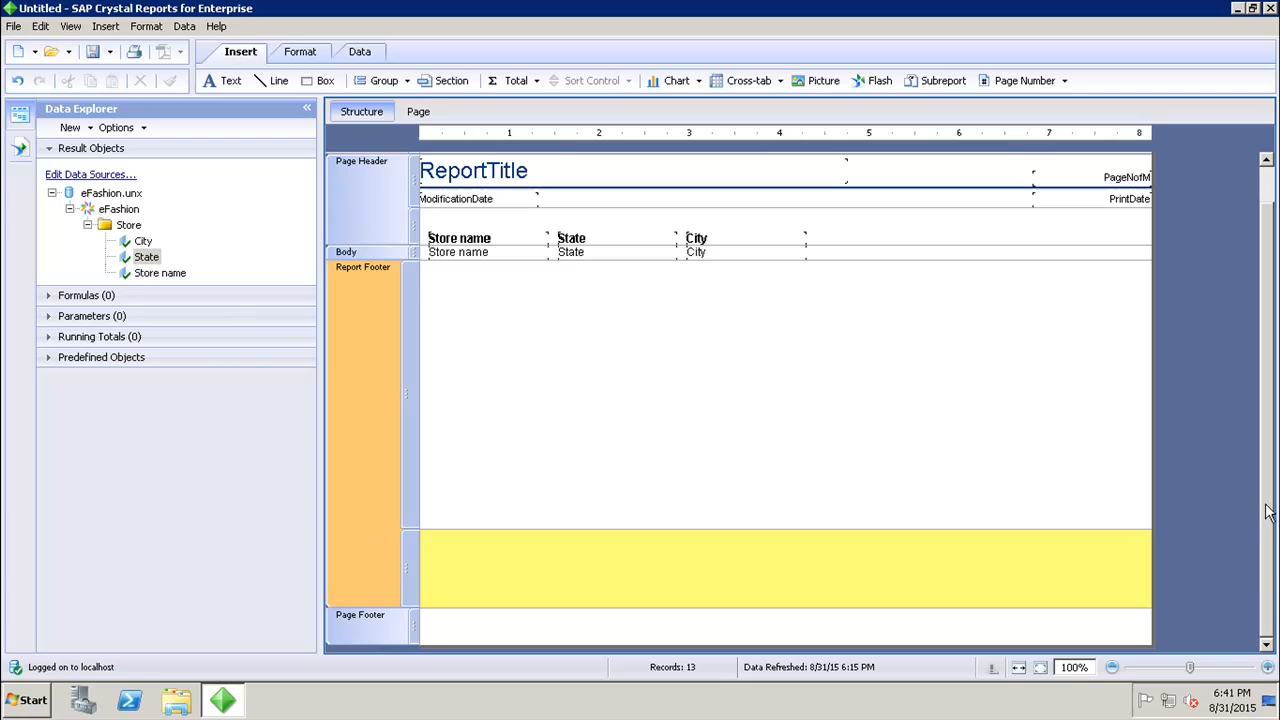 Untitled - SAP Crystal Reports for Enterprise
File Edit View Insert Format Data Help
Insert Format Data
Text Line Box Group Section Σ Total Sort Control Chart Cross-tab Picture Flash Subreport Page Number
Data Explorer
New Options
Result Objects
Edit Data Sources...
eFashion.unx
eFashion
Store
City
State
Store name
Formulas (0)
Parameters (0)
Running Totals (0)
Predefined Objects
Structure Page
1 2 3 4 5 6 7 8
Page Header
ReportTitle
PageNofM
ModificationDate PrintDate
Store name State City
Body
Store name State City
Report Footer
Page Footer
Logged on to localhost Records: 13 Data Refreshed: 8/31/15 6:15 PM 100%
Start 6:41 PM
8/31/2015